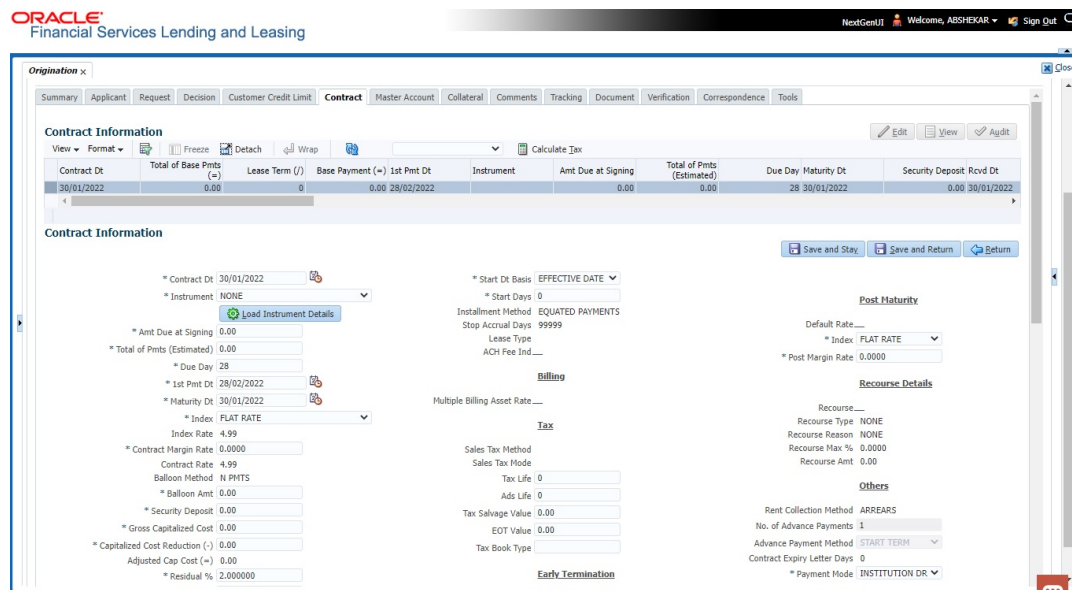 ORACLE
Financial Services Lending and Leasing
NextGenUI Welcome, ABSHEKAR Sign Out
Origination x
Close
Summary Applicant Request Decision Customer Credit Limit Contract Master Account Collateral Comments Tracking Document Verification Correspondence Tools
Contract Information
Edit View Audit
View Format Freeze Detach Wrap Calculate Tax
Contract Dt Total of Base Pmts (=) Lease Term (/) Base Payment (=) 1st Pmt Dt Instrument Amt Due at Signing Total of Pmts (Estimated) Due Day Maturity Dt Security Deposit Rcvd Dt
30/01/2022 0.00 0 0.00 28/02/2022 0.00 0.00 28 30/01/2022 0.00 30/01/2022
Contract Information
Save and Stay Save and Return Return
* Contract Dt 30/01/2022
* Instrument NONE
Load Instrument Details
* Amt Due at Signing 0.00
* Total of Pmts (Estimated) 0.00
* Due Day 28
* 1st Pmt Dt 28/02/2022
* Maturity Dt 30/01/2022
* Index FLAT RATE
Index Rate 4.99
* Contract Margin Rate 0.0000
Contract Rate 4.99
Balloon Method N PMTS
* Balloon Amt 0.00
* Security Deposit 0.00
* Gross Capitalized Cost 0.00
* Capitalized Cost Reduction (-) 0.00
Adjusted Cap Cost (=) 0.00
* Residual % 2.000000
* Start Dt Basis EFFECTIVE DATE
* Start Days 0
Installment Method EQUATED PAYMENTS
Stop Accrual Days 99999
Lease Type
ACH Fee Ind
Billing
Multiple Billing Asset Rate
Tax
Sales Tax Method
Sales Tax Mode
Tax Life 0
Ads Life 0
Tax Salvage Value 0.00
EOT Value 0.00
Tax Book Type
Early Termination
Post Maturity
Default Rate
* Index FLAT RATE
* Post Margin Rate 0.0000
Recourse Details
Recourse
Recourse Type NONE
Recourse Reason NONE
Recourse Max % 0.0000
Recourse Amt 0.00
Others
Rent Collection Method ARREARS
No. of Advance Payments 1
Advance Payment Method START TERM
Contract Expiry Letter Days 0
* Payment Mode INSTITUTION DR